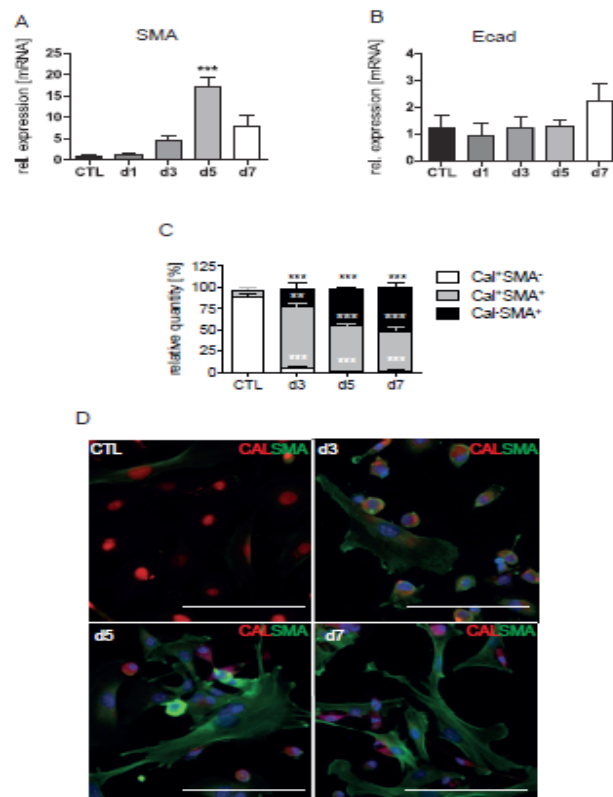 A
SMA
rel. expression [mRNA]
25
20
15
10
5
0
***
CTL d1 d3 d5 d7
B
Ecad
rel. expression [mRNA]
4
3
2
1
0
CTL d1 d3 d5 d7
C
relative quantity [%]
125
100
75
50
25
0
*** *** ***
** *** ***
*** *** ***
CTL d3 d5 d7
Cal⁺SMA⁻
Cal⁺SMA⁺
Cal⁻SMA⁺
D
CTL CALSMA
d3 CALSMA
d5 CALSMA
d7 CALSMA